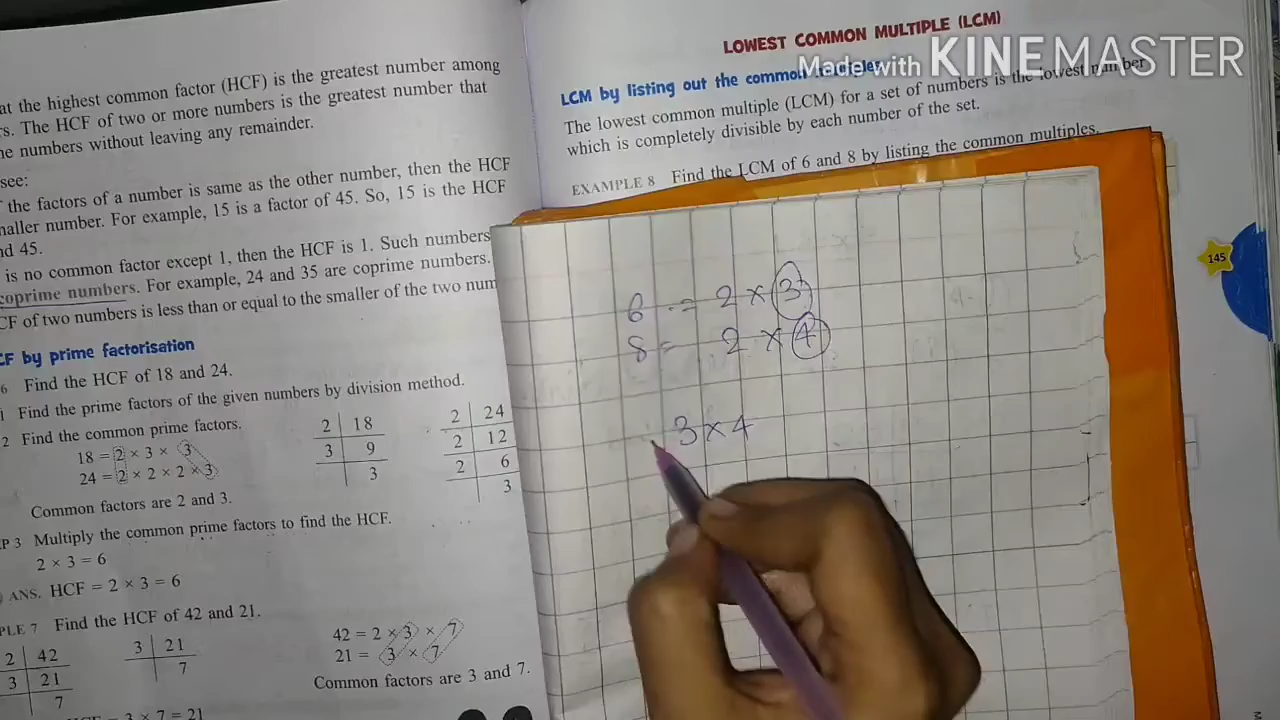 at the highest common factor (HCF) is the greatest number among
rs. The HCF of two or more numbers is the greatest number that
he numbers without leaving any remainder.
see:
the factors of a number is same as the other number, then the HCF
maller number. For example, 15 is a factor of 45. So, 15 is the HCF
nd 45.
is no common factor except 1, then the HCF is 1. Such numbers
coprime numbers. For example, 24 and 35 are coprime numbers.
CF of two numbers is less than or equal to the smaller of the two num
CF by prime factorisation
6 Find the HCF of 18 and 24.
1 Find the prime factors of the given numbers by division method.
2 Find the common prime factors.
18 = 2 × 3 × 3
24 = 2 × 2 × 2 × 3
Common factors are 2 and 3.
2 18
3 9
3
2 24
2 12
2 6
3
P 3 Multiply the common prime factors to find the HCF.
2 × 3 = 6
ANS. HCF = 2 × 3 = 6
PLE 7 Find the HCF of 42 and 21.
2 42
3 21
7
3 21
7
42 = 2 × 3 × 7
21 = 3 × 7
Common factors are 3 and 7.
HCF = 3 × 7 = 21
LOWEST COMMON MULTIPLE (LCM)
Made with KINEMASTER
LCM by listing out the common multiples
The lowest common multiple (LCM) for a set of numbers is the lowest number
which is completely divisible by each number of the set.
EXAMPLE 8 Find the LCM of 6 and 8 by listing the common multiples.
6 = 2 × 3
8 = 2 × 4
3 × 4
145